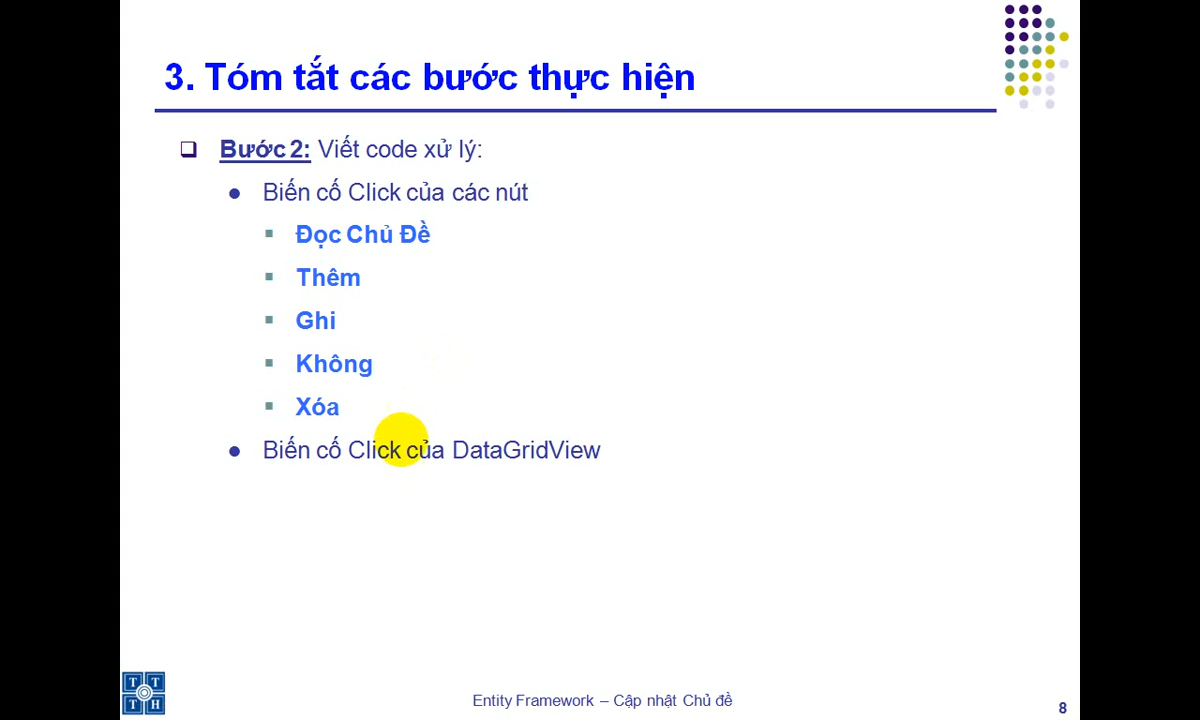 3. Tóm tắt các bước thực hiện
Bước 2: Viết code xử lý:
Biến cố Click của các nút
Đọc Chủ Đề
Thêm
Ghi
Không
Xóa
Biến cố Click của DataGridView
T T
T H
Entity Framework – Cập nhật Chủ đề
8